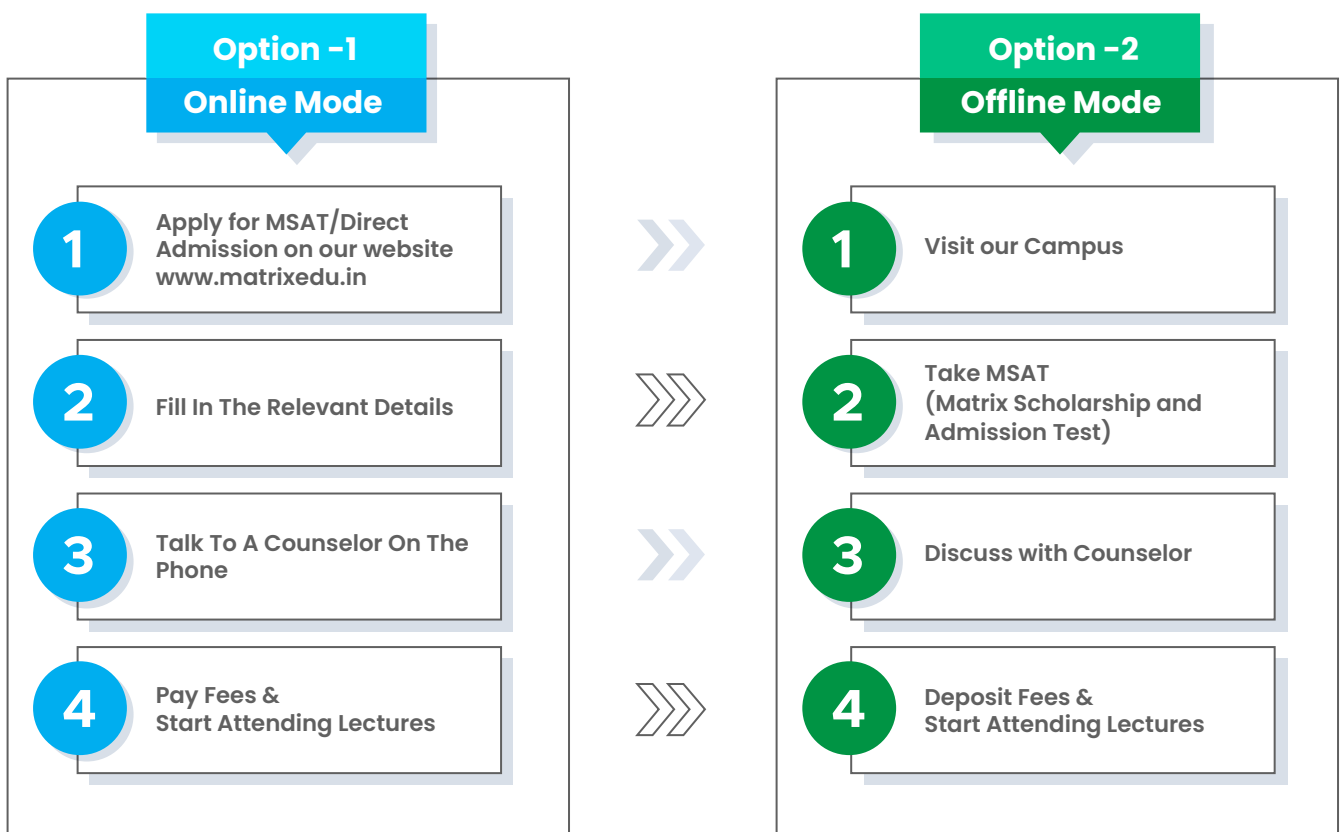 Option -1
Online Mode
1
Apply for MSAT/Direct
Admission on our website
www.matrixedu.in
2
Fill In The Relevant Details
3
Talk To A Counselor On The
Phone
4
Pay Fees &
Start Attending Lectures
Option -2
Offline Mode
1
Visit our Campus
2
Take MSAT
(Matrix Scholarship and
Admission Test)
3
Discuss with Counselor
4
Deposit Fees &
Start Attending Lectures